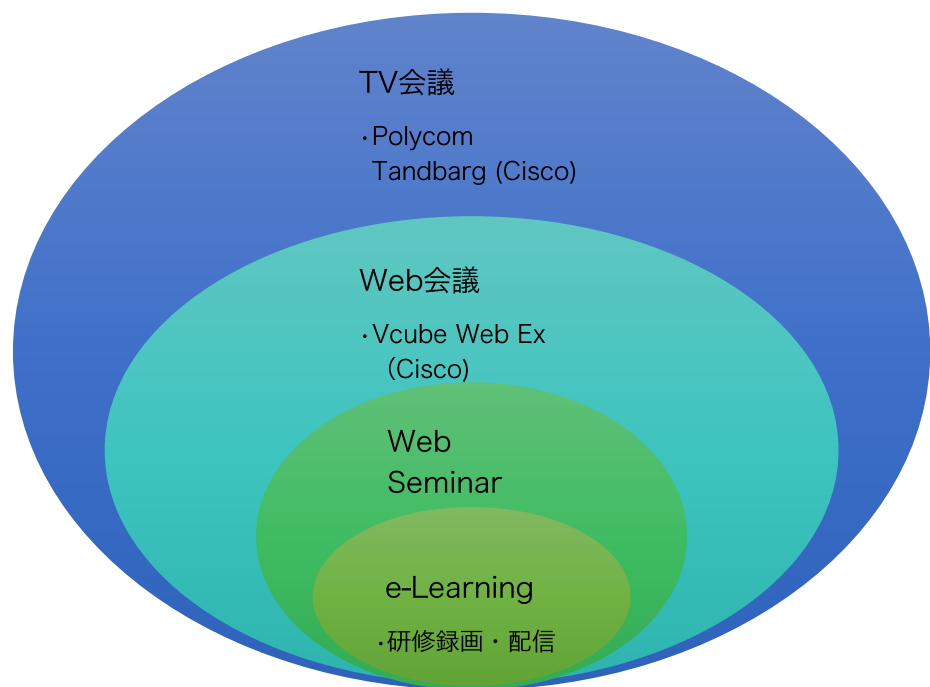 TV会議
・Polycom
Tandbarg (Cisco)
Web会議
・Vcube Web Ex
（Cisco)
Web
Seminar
e-Learning
・研修録画・配信